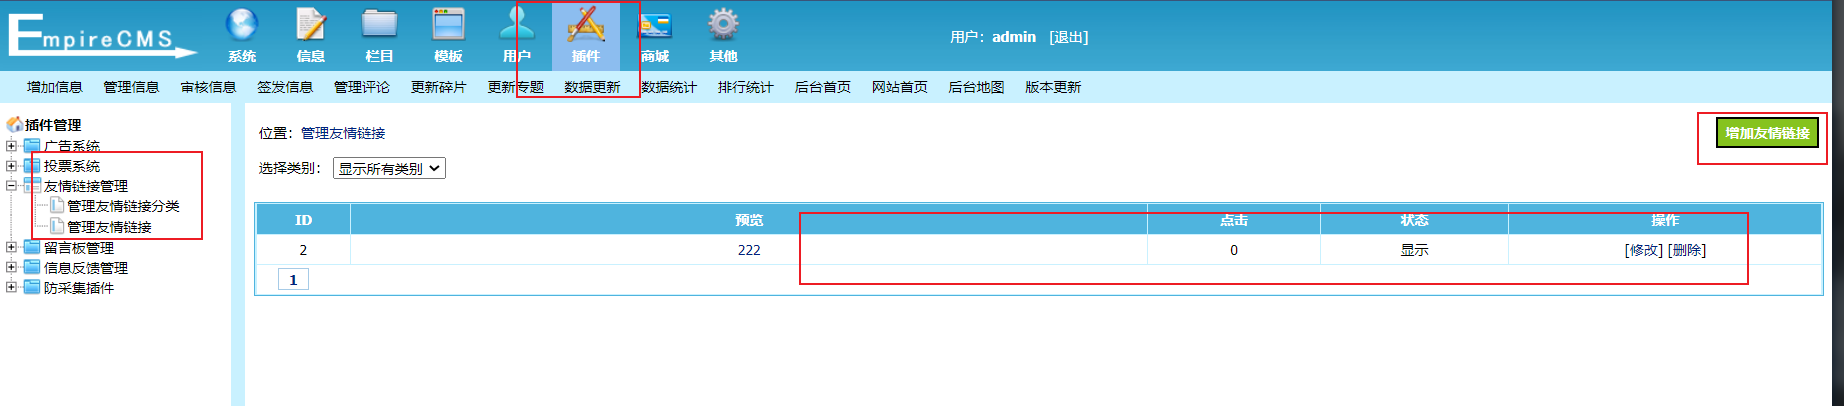 EmpireCMS
系统 信息 栏目 模板 用户 插件 商城 其他
用户：admin [退出]
增加信息 管理信息 审核信息 签发信息 管理评论 更新碎片 更新专题 数据更新 数据统计 排行统计 后台首页 网站首页 后台地图 版本更新
插件管理
广告系统
投票系统
友情链接管理
管理友情链接分类
管理友情链接
留言板管理
信息反馈管理
防采集插件
位置：管理友情链接
增加友情链接
选择类别： 显示所有类别
ID 预览 点击 状态 操作
2 222 0 显示 [修改] [删除]
1